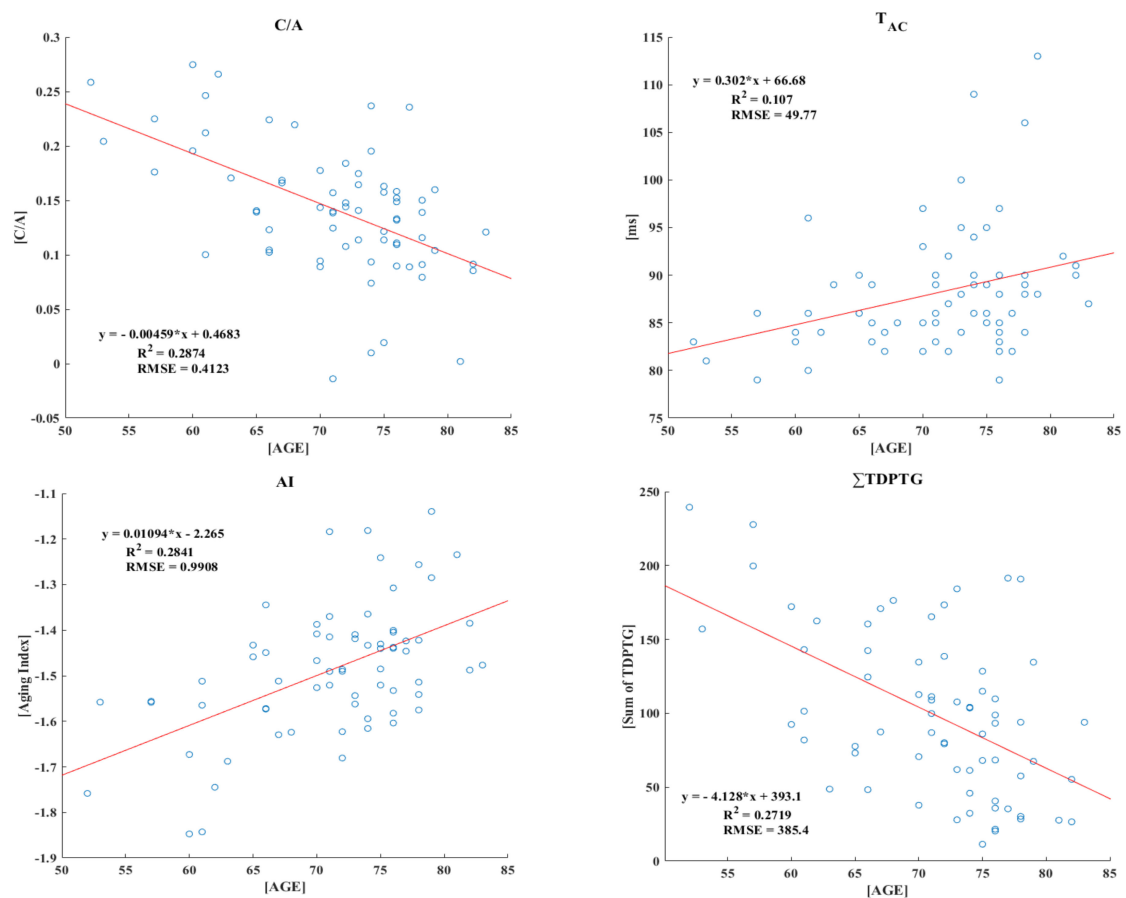 C/A
0.3
0.25
0.2
0.15
0.1
0.05
0
-0.05
[C/A]
y = - 0.00459*x + 0.4683
R² = 0.2874
RMSE = 0.4123
50 55 60 65 70 75 80 85
[AGE]
T_AC
115
110
105
100
95
90
85
80
75
[ms]
y = 0.302*x + 66.68
R² = 0.107
RMSE = 49.77
50 55 60 65 70 75 80 85
[AGE]
AI
-1.1
-1.2
-1.3
-1.4
-1.5
-1.6
-1.7
-1.8
-1.9
[Aging Index]
y = 0.01094*x - 2.265
R² = 0.2841
RMSE = 0.9908
50 55 60 65 70 75 80 85
[AGE]
∑TDPTG
250
200
150
100
50
0
[Sum of TDPTG]
y = - 4.128*x + 393.1
R² = 0.2719
RMSE = 385.4
55 60 65 70 75 80 85
[AGE]